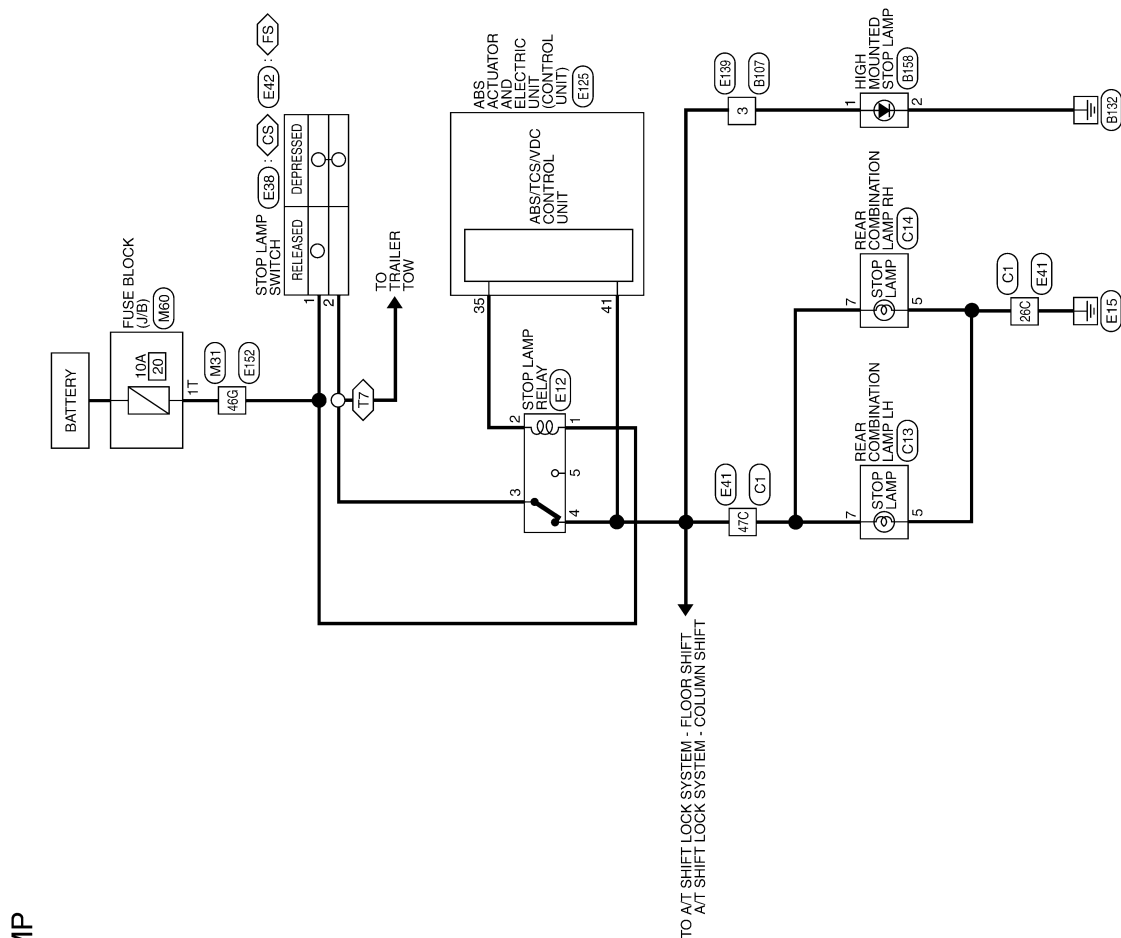 MP
BATTERY
FUSE BLOCK
(J/B)
M60
10A
20
1T
46G
M31
E152
STOP LAMP
SWITCH
E38 : CS
E42 : FS
RELEASED
DEPRESSED
1
2
T7
TO
TRAILER
TOW
ABS
ACTUATOR
AND
ELECTRIC
UNIT
(CONTROL
UNIT)
E125
ABS/TCS/VDC
CONTROL
UNIT
35
41
STOP LAMP
RELAY
E12
2
1
5
3
4
TO A/T SHIFT LOCK SYSTEM - FLOOR SHIFT
A/T SHIFT LOCK SYSTEM - COLUMN SHIFT
47C
E41
C1
3
E139
B107
REAR
COMBINATION
LAMP LH
C13
7
STOP
LAMP
5
REAR
COMBINATION
LAMP RH
C14
7
STOP
LAMP
5
HIGH
MOUNTED
STOP LAMP
B158
1
2
26C
C1
E41
E15
B132